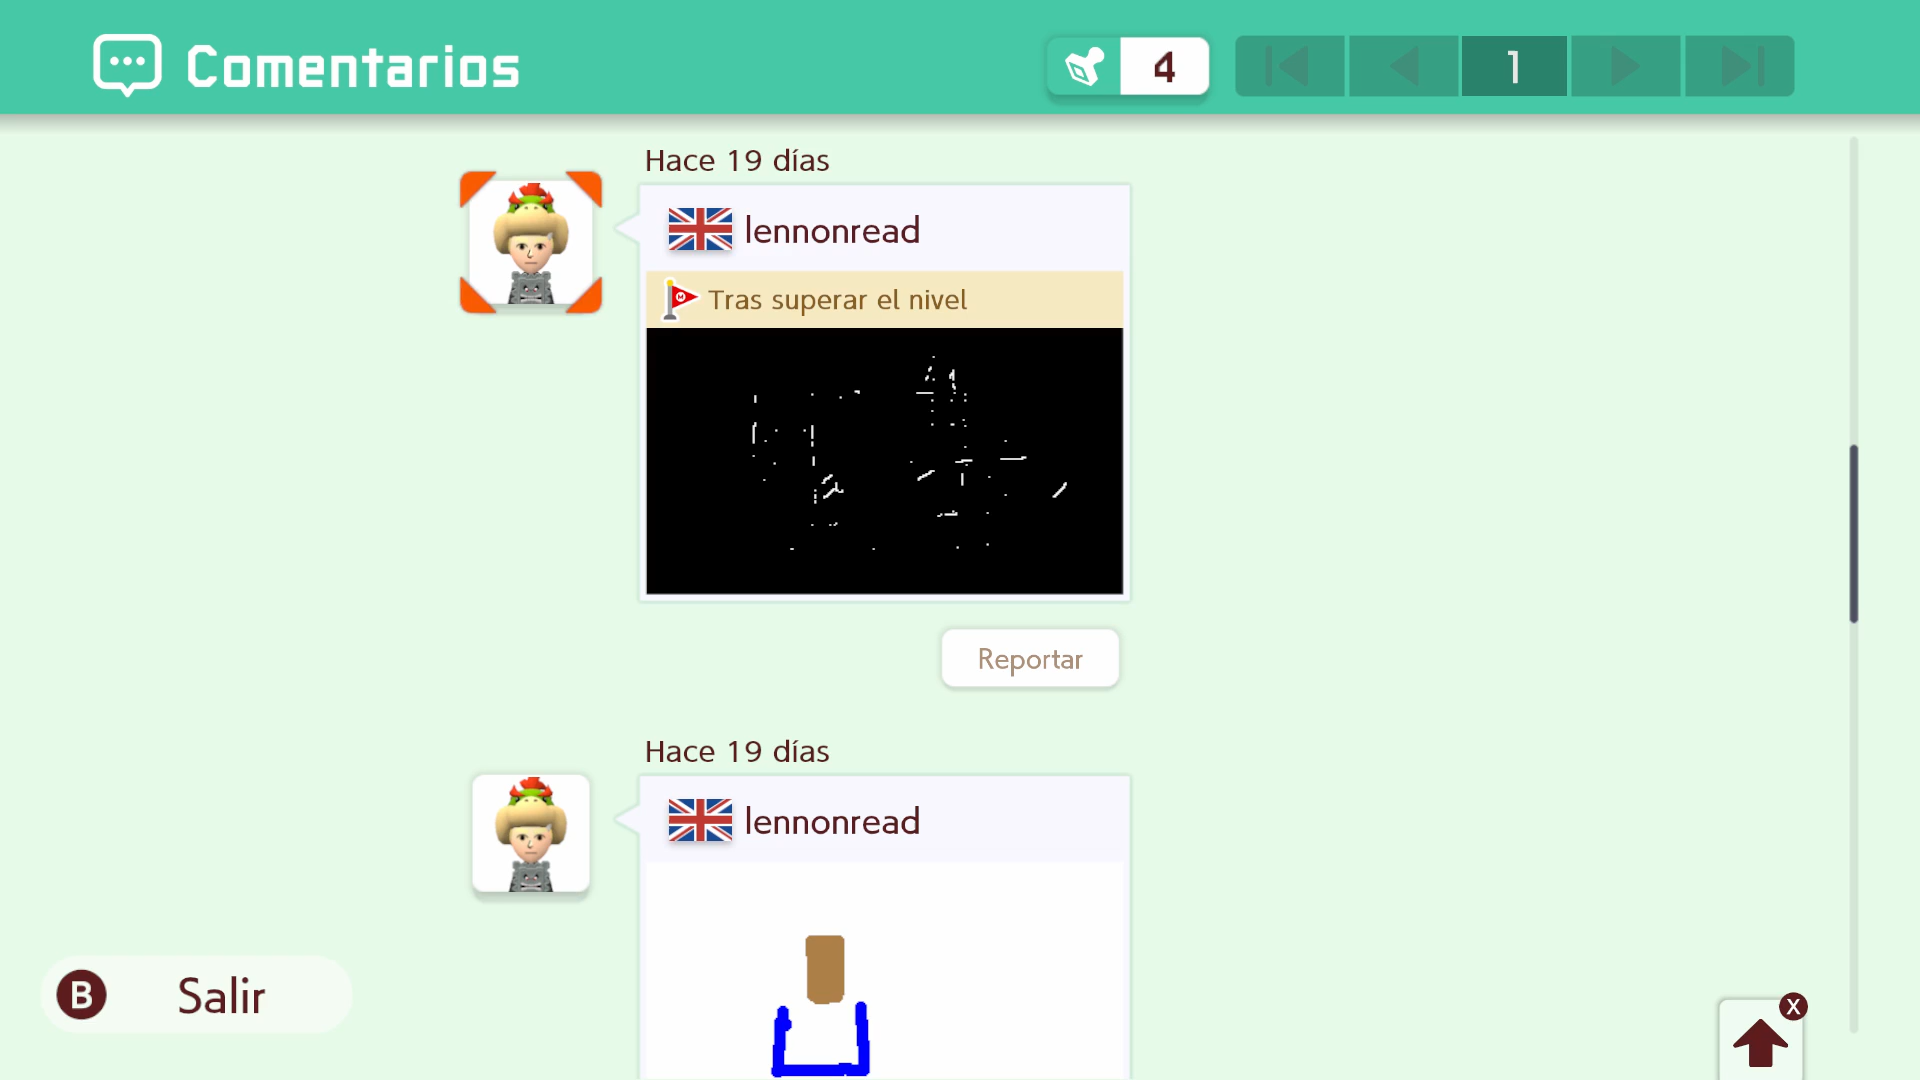 Comentarios
4
1
Hace 19 días
lennonread
Tras superar el nivel
Reportar
Hace 19 días
lennonread
B Salir
X